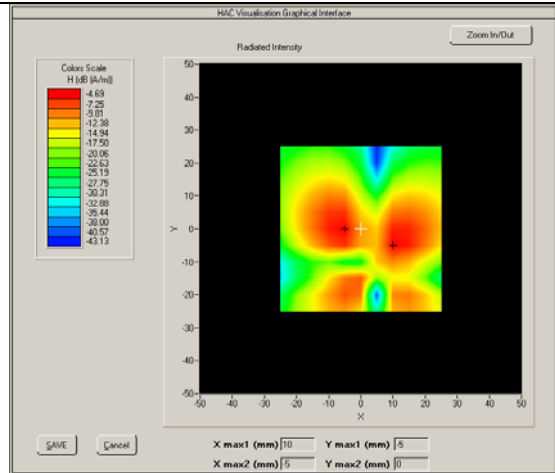 HAC Visualisation Graphical Interface
Zoom In/Out
Radiated Intensity
Colors Scale
H (dB (A/m))
-4.69
-7.25
-9.81
-12.38
-14.94
-17.50
-20.06
-22.63
-25.19
-27.75
-30.31
-32.88
-35.44
-38.00
-40.57
-43.13
50
40
30
20
10
0
-10
-20
-30
-40
-50
Y
-50 -40 -30 -20 -10 0 10 20 30 40 50
X
SAVE
Cancel
X max1 (mm) 10 Y max1 (mm) -5
X max2 (mm) -5 Y max2 (mm) 0